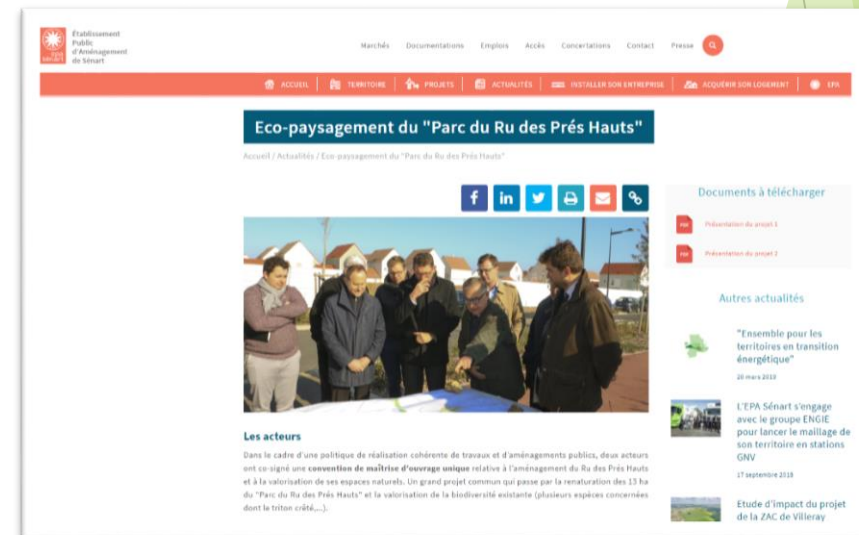 Établissement
Public
d'Aménagement
de Sénart
epa
sénart
Marchés Documentations Emplois Accès Concertations Contact Presse
ACCUEIL TERRITOIRE PROJETS ACTUALITÉS INSTALLER SON ENTREPRISE ACQUÉRIR SON LOGEMENT EPA
Eco-paysagement du "Parc du Ru des Prés Hauts"
Accueil / Actualités / Eco-paysagement du "Parc du Ru des Prés Hauts"
Les acteurs
Dans le cadre d'une politique de réalisation cohérente de travaux et d'aménagements publics, deux acteurs
ont co-signé une convention de maîtrise d'ouvrage unique relative à l'aménagement du Ru des Prés Hauts
et à la valorisation de ses espaces naturels. Un grand projet commun qui passe par la renaturation des 13 ha
du "Parc du Ru des Prés Hauts" et la valorisation de la biodiversité existante (plusieurs espèces concernées
dont le triton crêté,...).
Documents à télécharger
PDF Présentation du projet 1
PDF Présentation du projet 2
Autres actualités
"Ensemble pour les
territoires en transition
énergétique"
20 mars 2019
L'EPA Sénart s'engage
avec le groupe ENGIE
pour lancer le maillage de
son territoire en stations
GNV
17 septembre 2018
Etude d'impact du projet
de la ZAC de Villeray